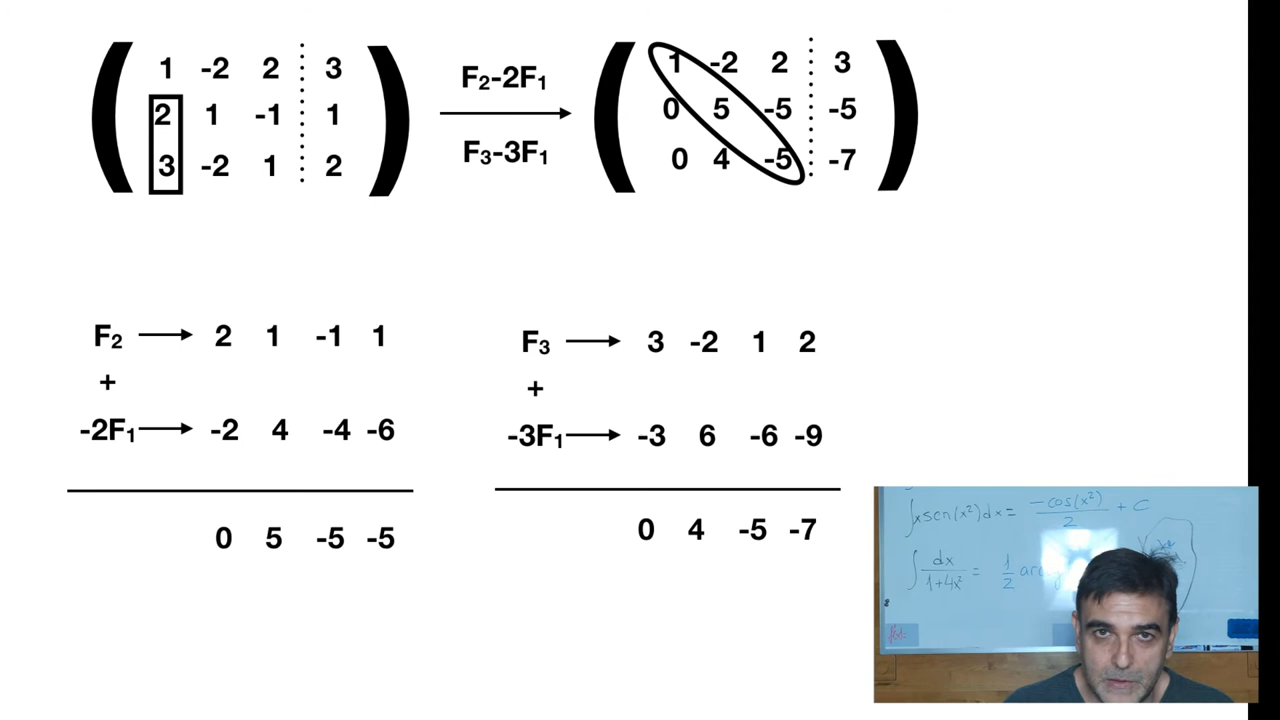 1 -2 2 3
2 1 -1 1
3 -2 1 2
F₂-2F₁
F₃-3F₁
1 -2 2 3
0 5 -5 -5
0 4 -5 -7
F₂ → 2 1 -1 1
+
-2F₁ → -2 4 -4 -6
0 5 -5 -5
F₃ → 3 -2 1 2
+
-3F₁ → -3 6 -6 -9
0 4 -5 -7
∫xsen(x²)dx = -cos(x²)/2 + C
∫dx/(1+4x²) = 1/2 arc